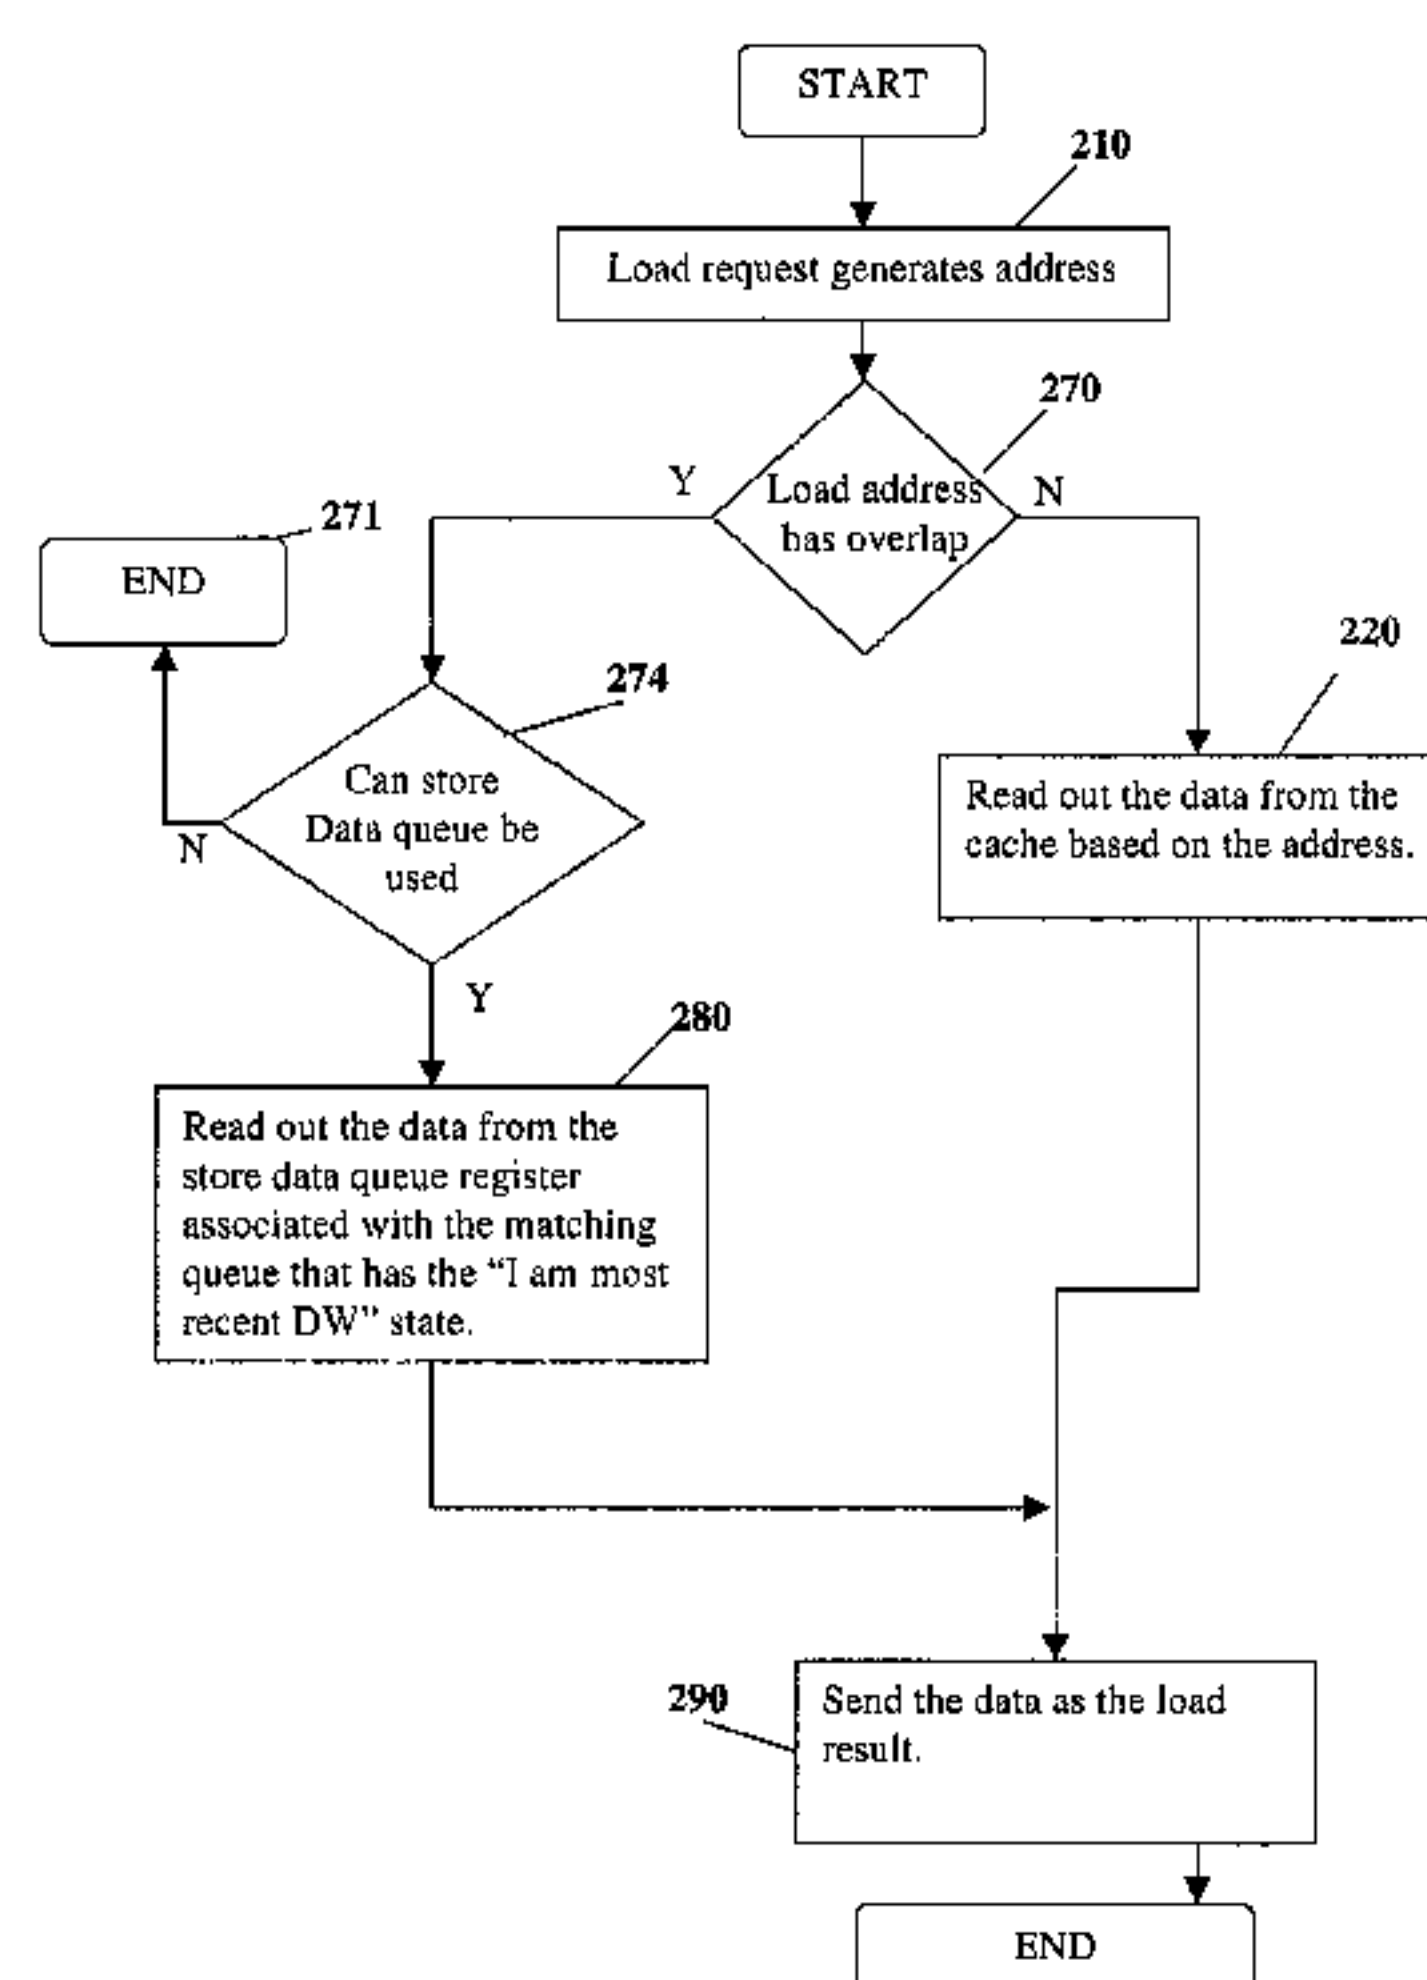 START
210
Load request generates address
270
Y
Load address
has overlap
N
271
END
220
274
Can store
Data queue be
used
N
Read out the data from the
cache based on the address.
Y
280
Read out the data from the
store data queue register
associated with the matching
queue that has the “I am most
recent DW” state.
290
Send the data as the load
result.
END